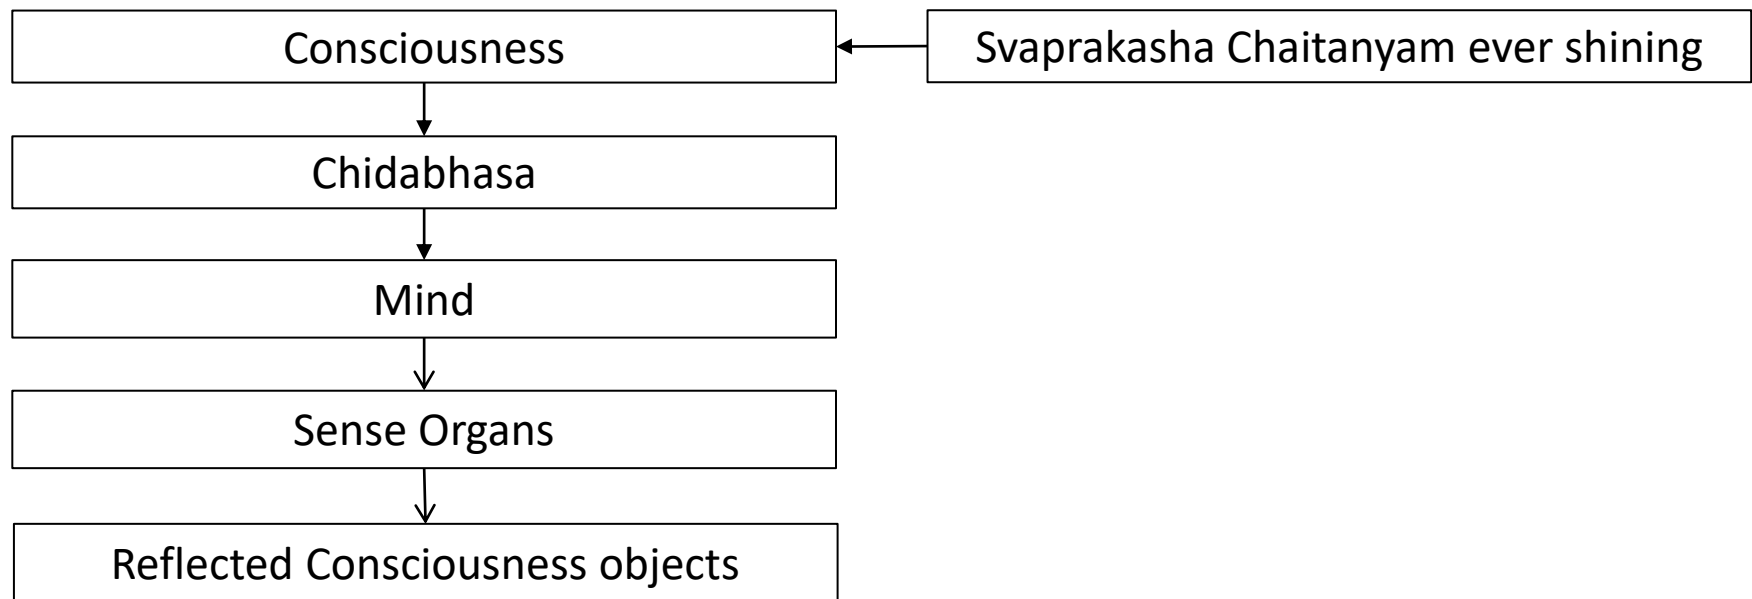 Consciousness
Svaprakasha Chaitanyam ever shining
Chidabhasa
Mind
Sense Organs
Reflected Consciousness objects